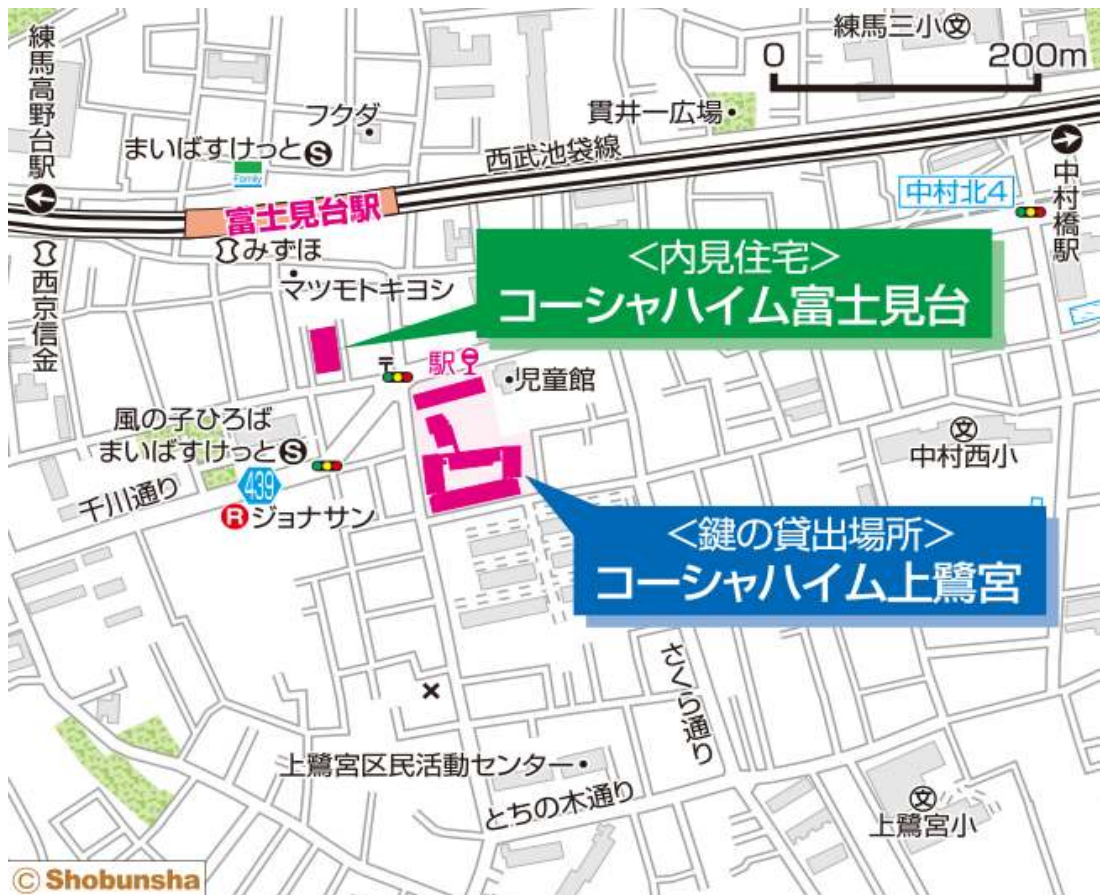 練馬三小
0 200m
練馬高野台駅
貫井一広場
フクダ
まいばすけっと S
西武池袋線
Family
中村北4
中村橋駅
富士見台駅
みずほ
西京信金
マツモトキヨシ
<内見住宅>
コーシャハイム富士見台
駅
児童館
風の子ひろば
まいばすけっと S
中村西小
千川通り
439
R ジョナサン
<鍵の貸出場所>
コーシャハイム上鷺宮
さくら通り
上鷺宮区民活動センター
とちの木通り
上鷺宮小
© Shobunsha